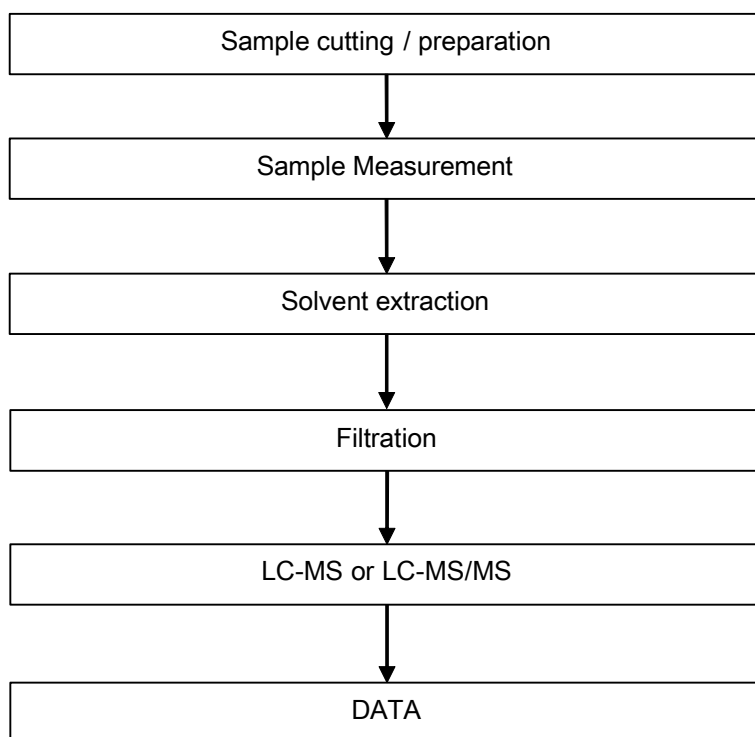 Sample cutting / preparation
Sample Measurement
Solvent extraction
Filtration
LC-MS or LC-MS/MS
DATA